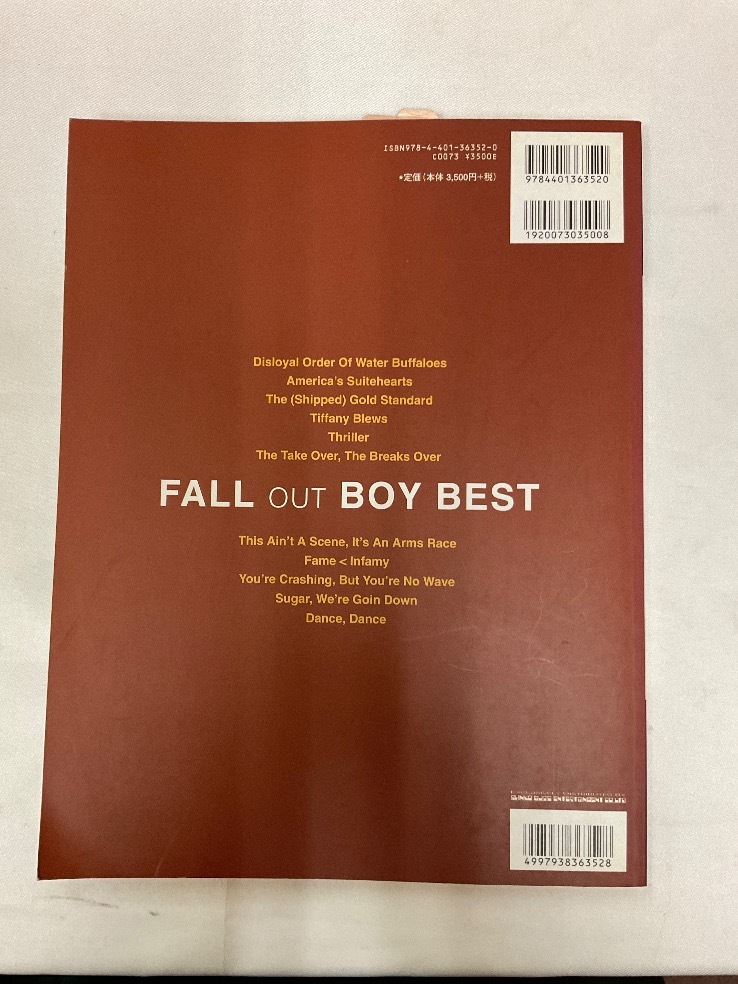 ISBN978-4-401-36352-0
C0073 ¥3500E
*定価(本体 3,500円+税)
9784401363520
1920073035008
Disloyal Order Of Water Buffaloes
America's Suitehearts
The (Shipped) Gold Standard
Tiffany Blews
Thriller
The Take Over, The Breaks Over
FALL OUT BOY BEST
This Ain't A Scene, It's An Arms Race
Fame < Infamy
You're Crashing, But You're No Wave
Sugar, We're Goin Down
Dance, Dance
4997938363528